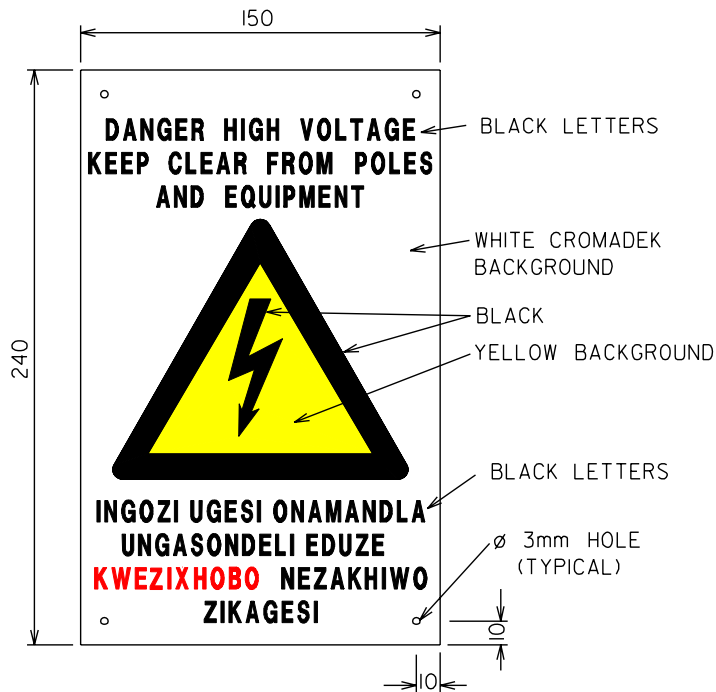 150
DANGER HIGH VOLTAGE
KEEP CLEAR FROM POLES
AND EQUIPMENT
BLACK LETTERS
WHITE CROMADEK
BACKGROUND
BLACK
YELLOW BACKGROUND
240
BLACK LETTERS
INGOZI UGESI ONAMANDLA
UNGASONDELI EDUZE
KWEZIXHOBO NEZAKHIWO
ZIKAGESI
ø 3mm HOLE
(TYPICAL)
10
10